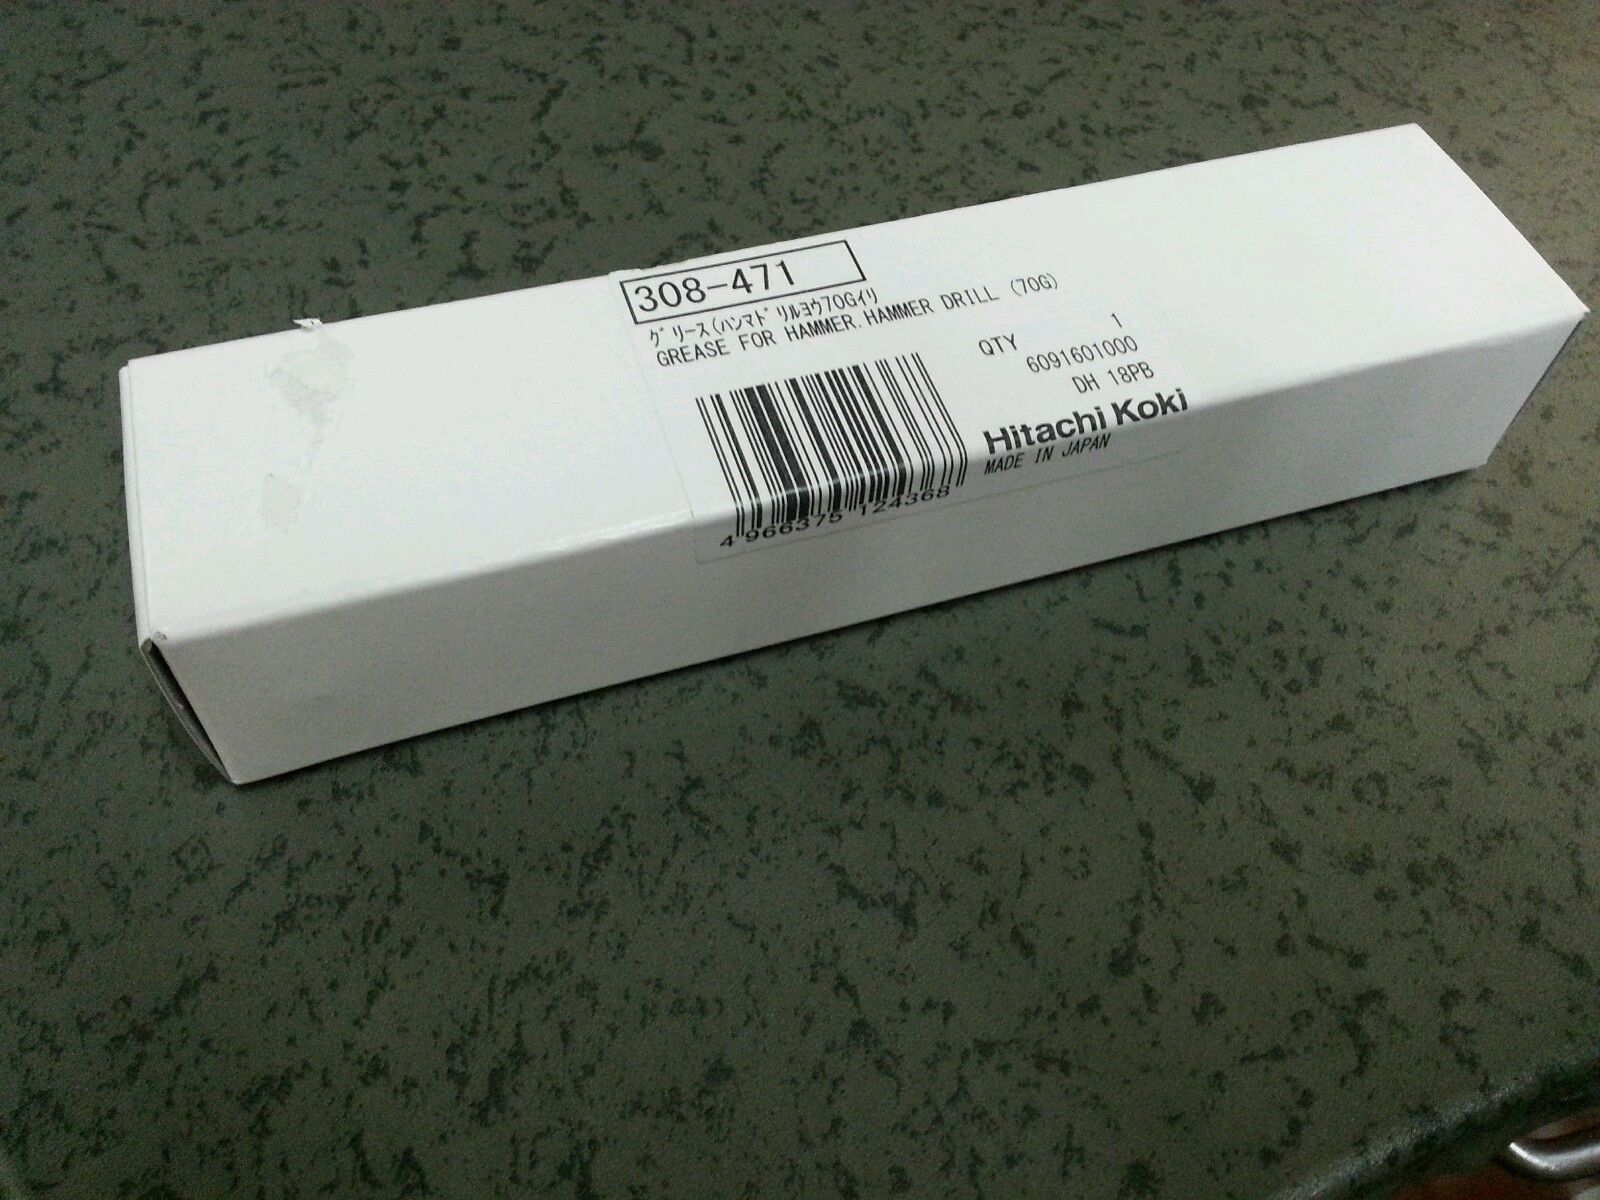 308-471
ｸﾞﾘｰｽ(ﾊﾝﾏﾄﾞﾘﾙﾖｳ70Gｲﾘ
GREASE FOR HAMMER.HAMMER DRILL (70G)
QTY 1
6091601000
DH 18PB
Hitachi Koki
MADE IN JAPAN
4 966375 124368